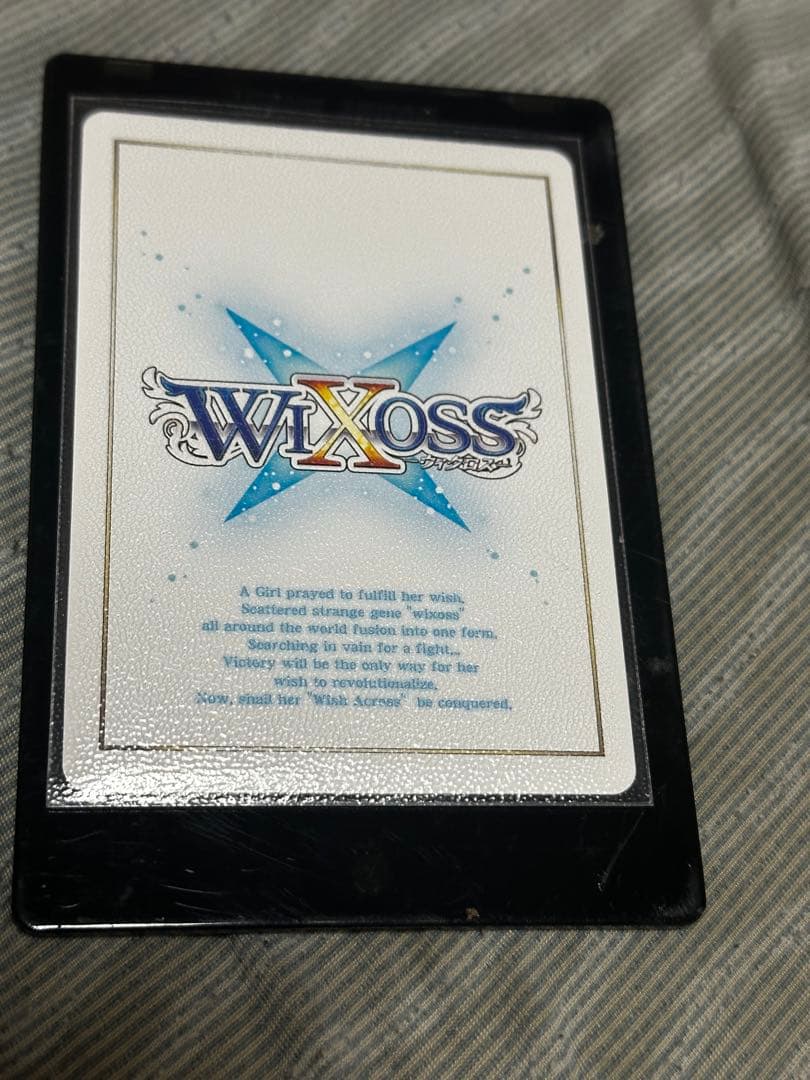 WIXOSS
ウィクロス
A Girl prayed to fulfill her wish,
Scattered strange gene "wixoss"
all around the world fusion into one form,
Searching in vain for a fight...
Victory will be the only way for her
wish to revolutionalize.
Now, shall her "Wish Across" be conquered,